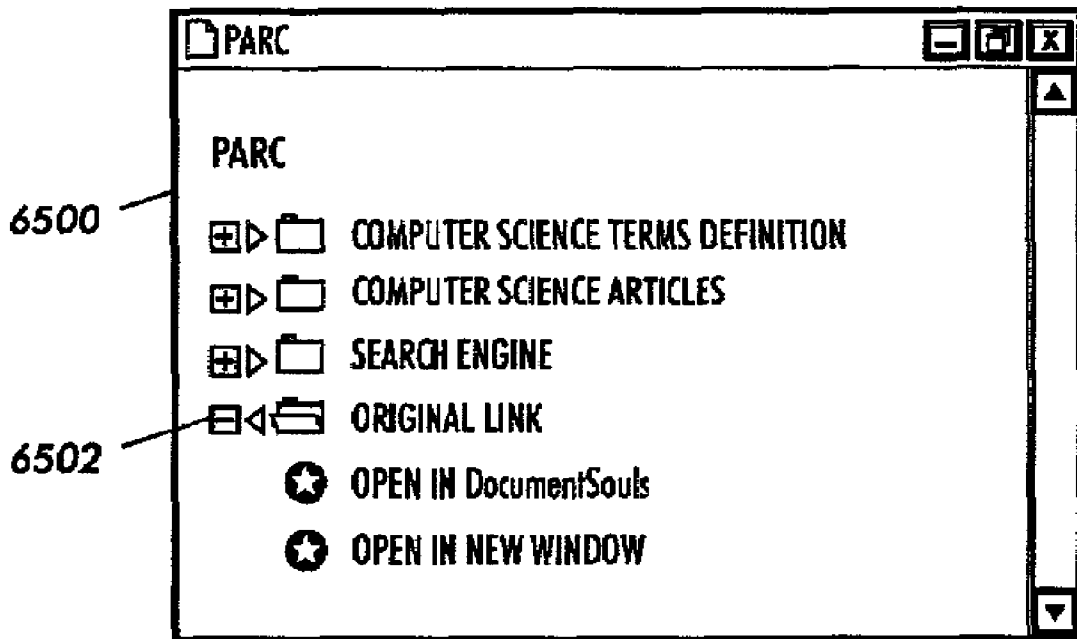 PARC
PARC
6500
COMPUTER SCIENCE TERMS DEFINITION
COMPUTER SCIENCE ARTICLES
SEARCH ENGINE
ORIGINAL LINK
6502
OPEN IN DocumentSouls
OPEN IN NEW WINDOW